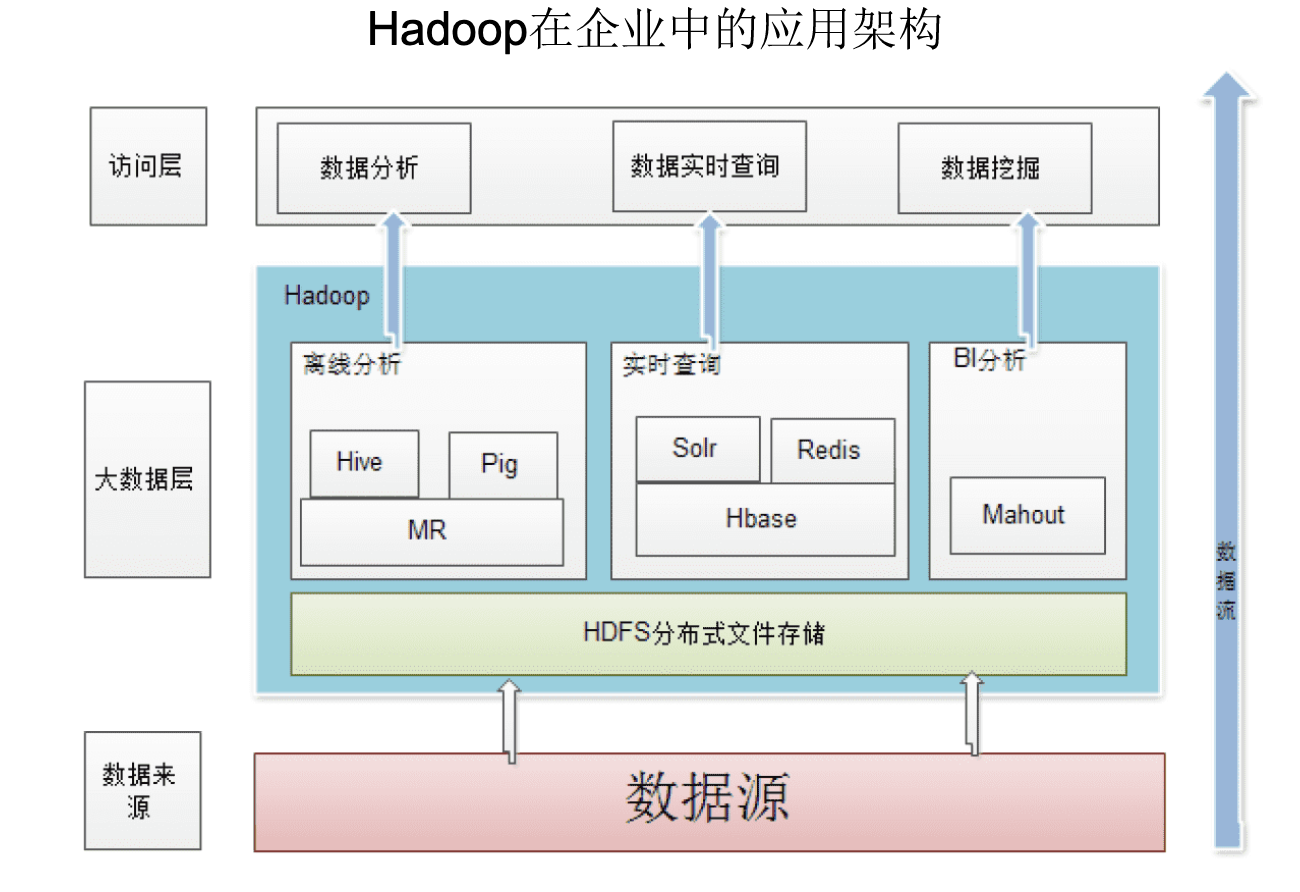 Hadoop在企业中的应用架构
访问层
数据分析
数据实时查询
数据挖掘
Hadoop
大数据层
离线分析
Hive
Pig
MR
实时查询
Solr
Redis
Hbase
BI分析
Mahout
HDFS分布式文件存储
数据来
源
数据源
数
据
流